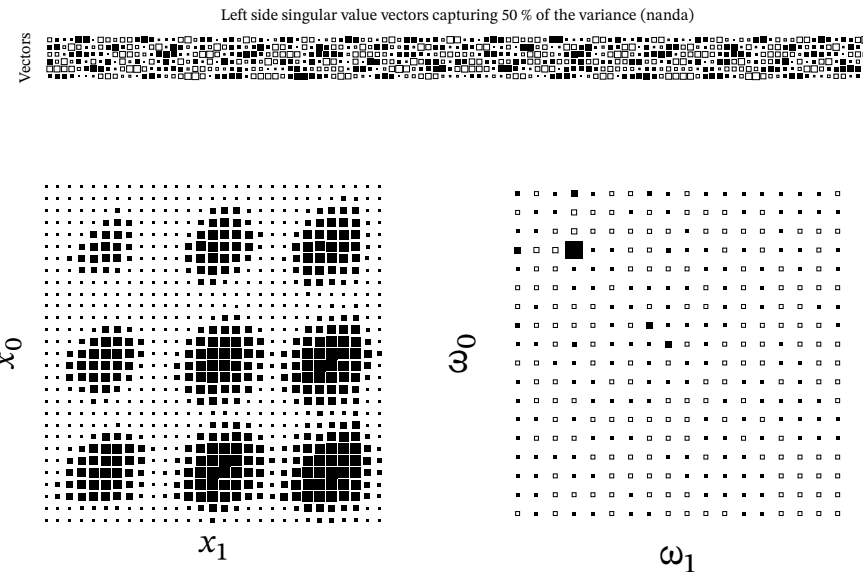 Left side singular value vectors capturing 50 % of the variance (nanda)
Vectors
x₀
x₁
ω₀
ω₁